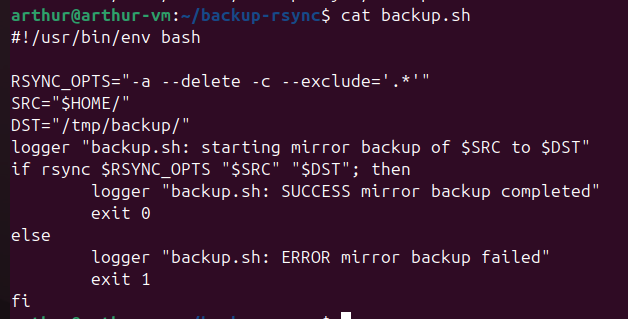 arthur@arthur-vm:~/backup-rsync$ cat backup.sh
#!/usr/bin/env bash

RSYNC_OPTS="-a --delete -c --exclude='.*'"
SRC="$HOME/"
DST="/tmp/backup/"
logger "backup.sh: starting mirror backup of $SRC to $DST"
if rsync $RSYNC_OPTS "$SRC" "$DST"; then
        logger "backup.sh: SUCCESS mirror backup completed"
        exit 0
else
        logger "backup.sh: ERROR mirror backup failed"
        exit 1
fi